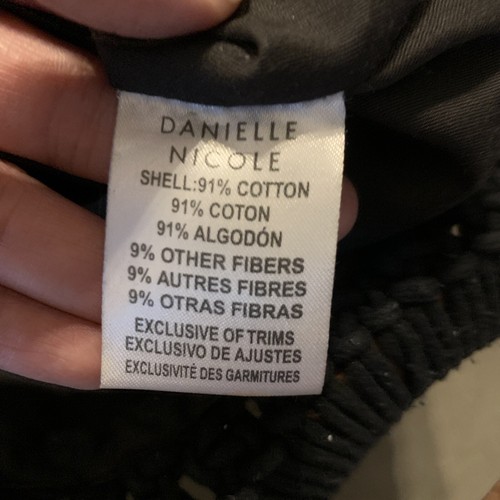 DANIELLE
NICOLE
SHELL:91% COTTON
91% COTON
91% ALGODÓN
9% OTHER FIBERS
9% AUTRES FIBRES
9% OTRAS FIBRAS
EXCLUSIVE OF TRIMS
EXCLUSIVO DE AJUSTES
EXCLUSIVITÉ DES GARMITURES